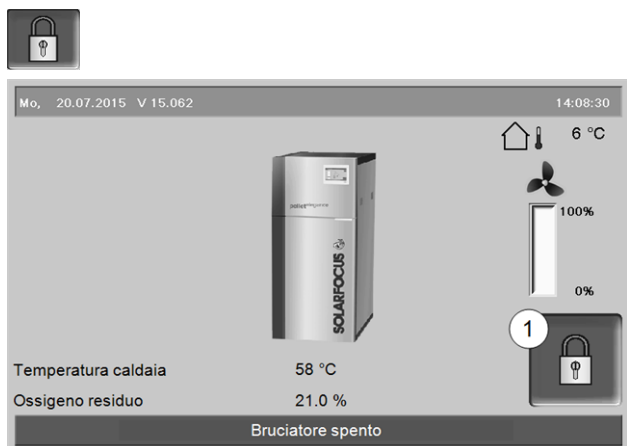 Mo, 20.07.2015 V 15.062 14:08:30
6 °C
pelletelegance
100%
SOLARFOCUS
0%
1
Temperatura caldaia 58 °C
Ossigeno residuo 21.0 %
Bruciatore spento